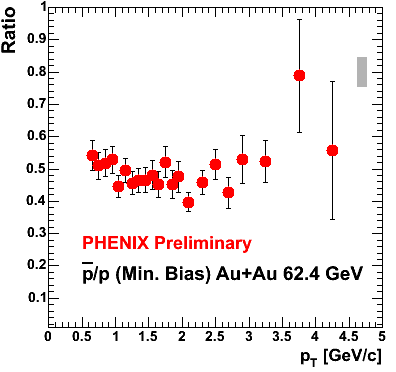 Ratio
1
0.9
0.8
0.7
0.6
0.5
0.4
0.3
0.2
0.1
PHENIX Preliminary
p̅/p (Min. Bias) Au+Au 62.4 GeV
0 0.5 1 1.5 2 2.5 3 3.5 4 4.5 5
pT [GeV/c]